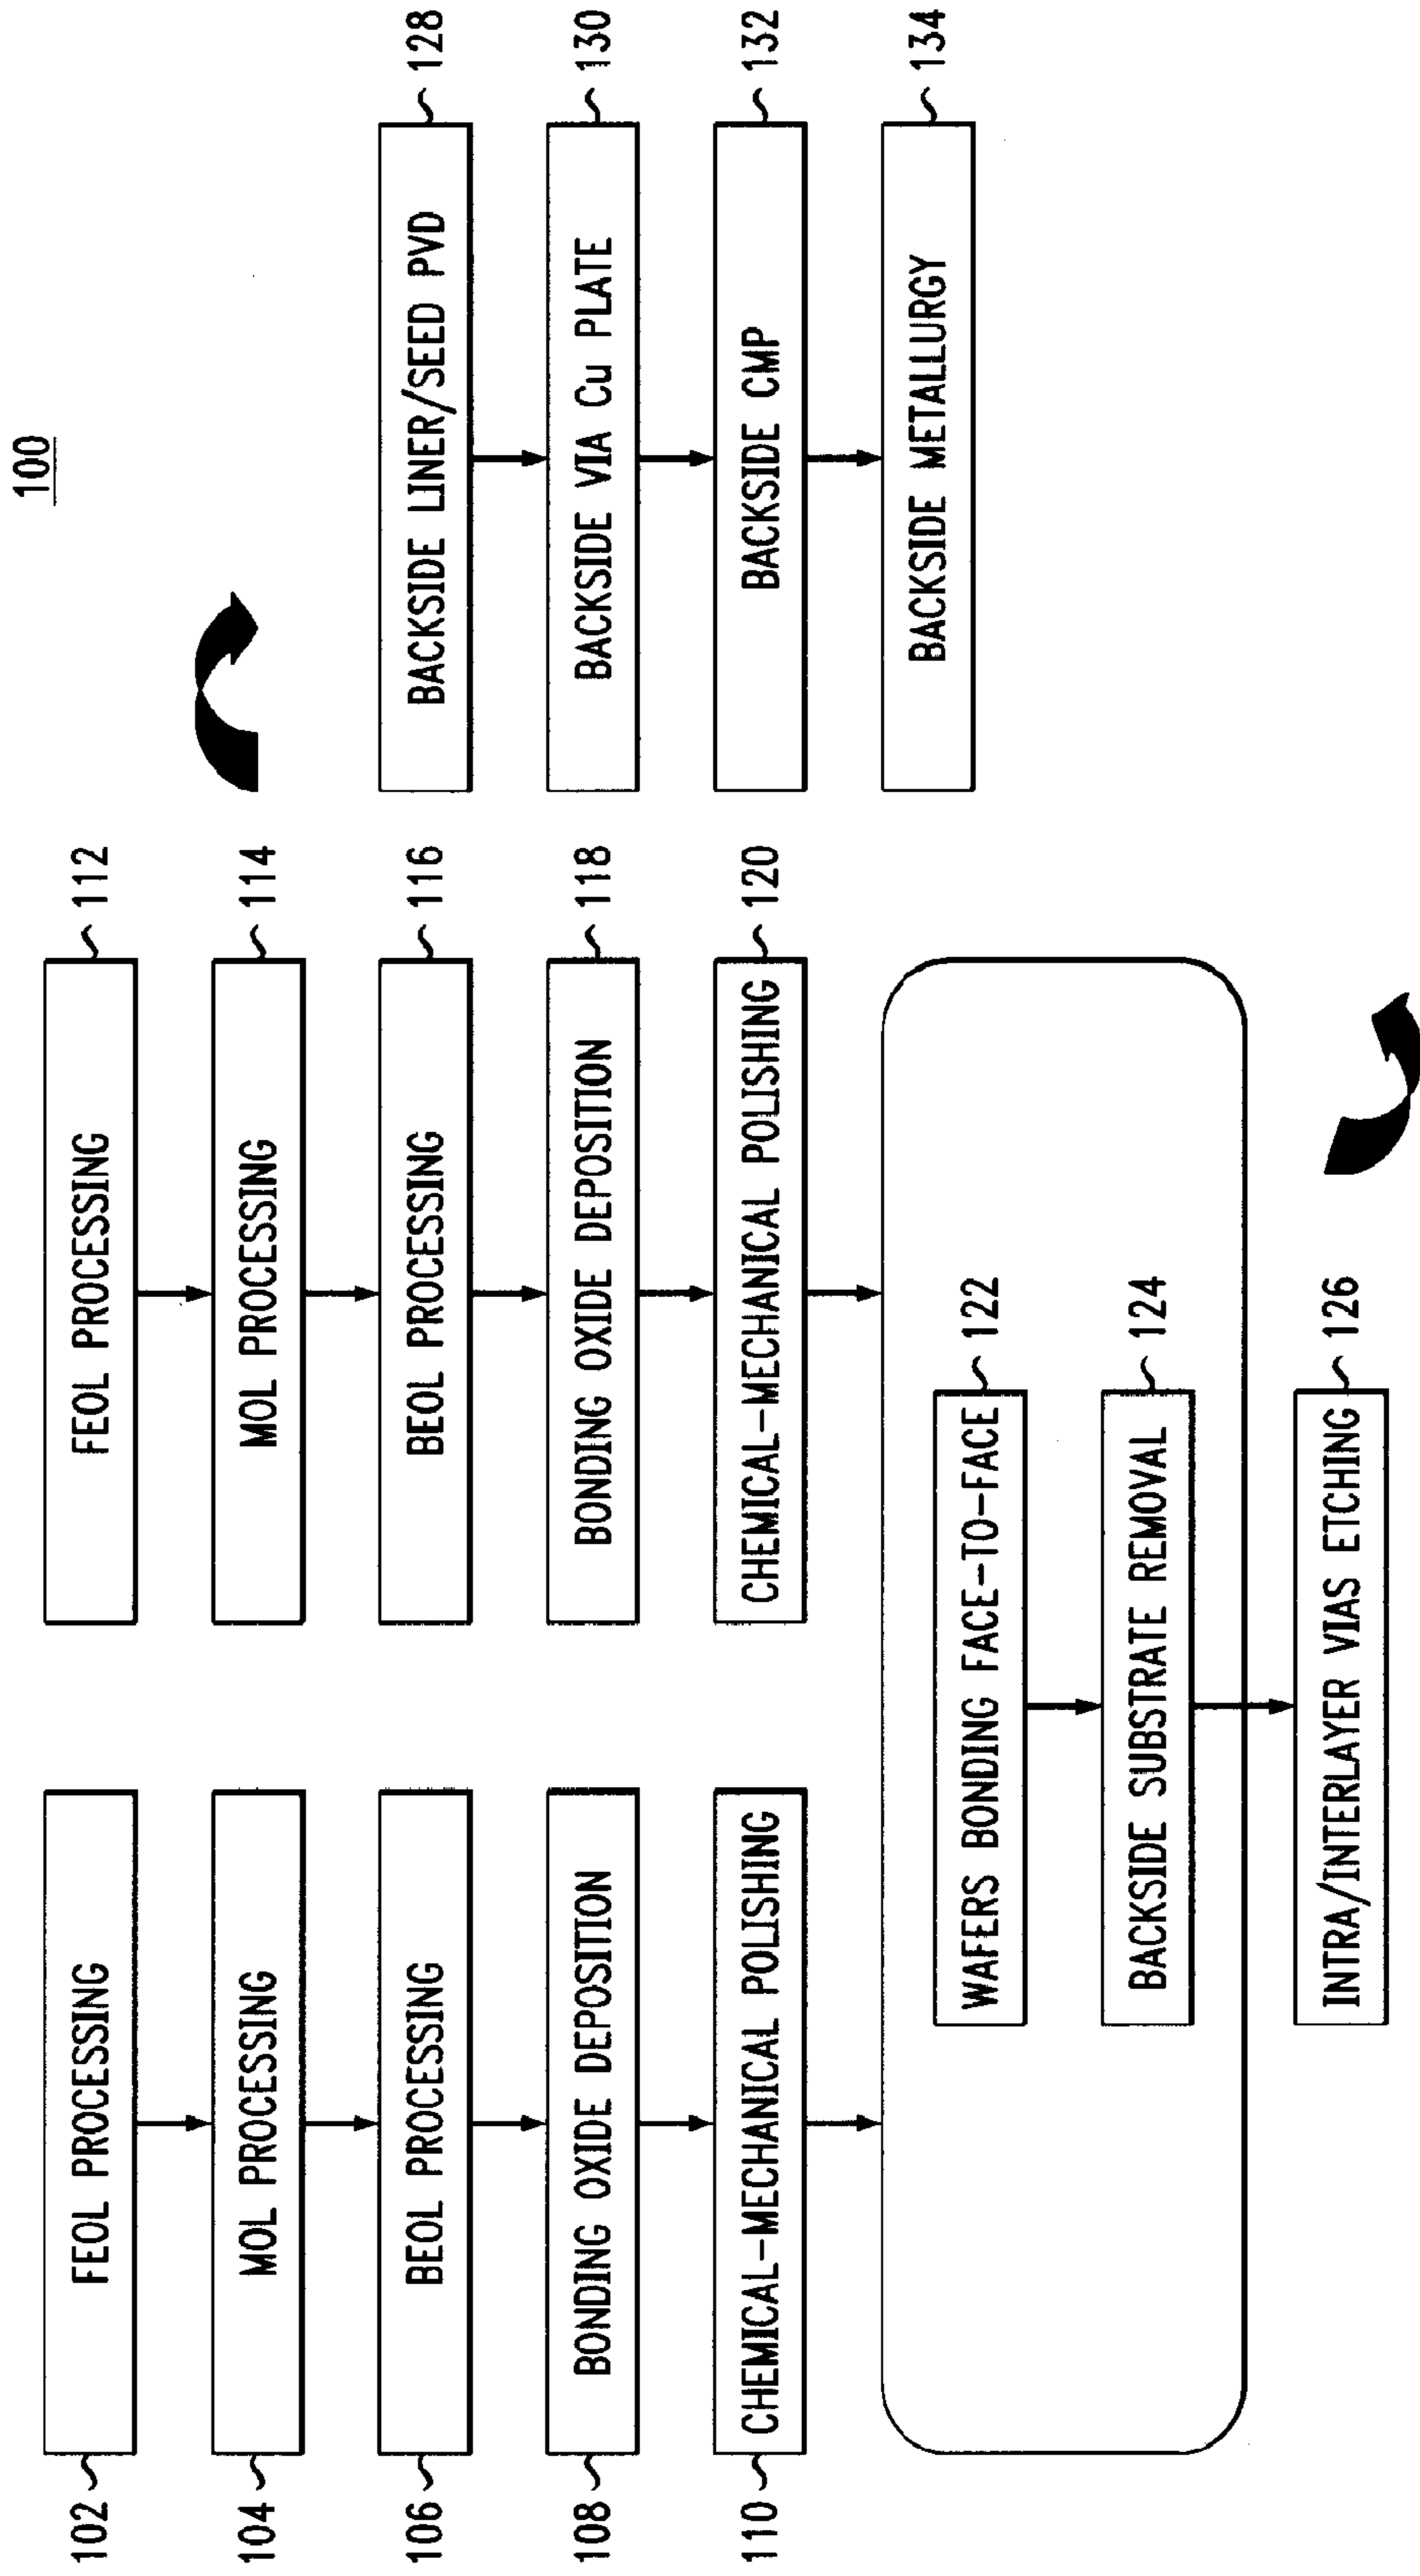 100
102
FEOL PROCESSING
104
MOL PROCESSING
106
BEOL PROCESSING
108
BONDING OXIDE DEPOSITION
110
CHEMICAL-MECHANICAL POLISHING
FEOL PROCESSING
112
MOL PROCESSING
114
BEOL PROCESSING
116
BONDING OXIDE DEPOSITION
118
CHEMICAL-MECHANICAL POLISHING
120
WAFERS BONDING FACE-TO-FACE
122
BACKSIDE SUBSTRATE REMOVAL
124
INTRA/INTERLAYER VIAS ETCHING
126
BACKSIDE LINER/SEED PVD
128
BACKSIDE VIA Cu PLATE
130
BACKSIDE CMP
132
BACKSIDE METALLURGY
134